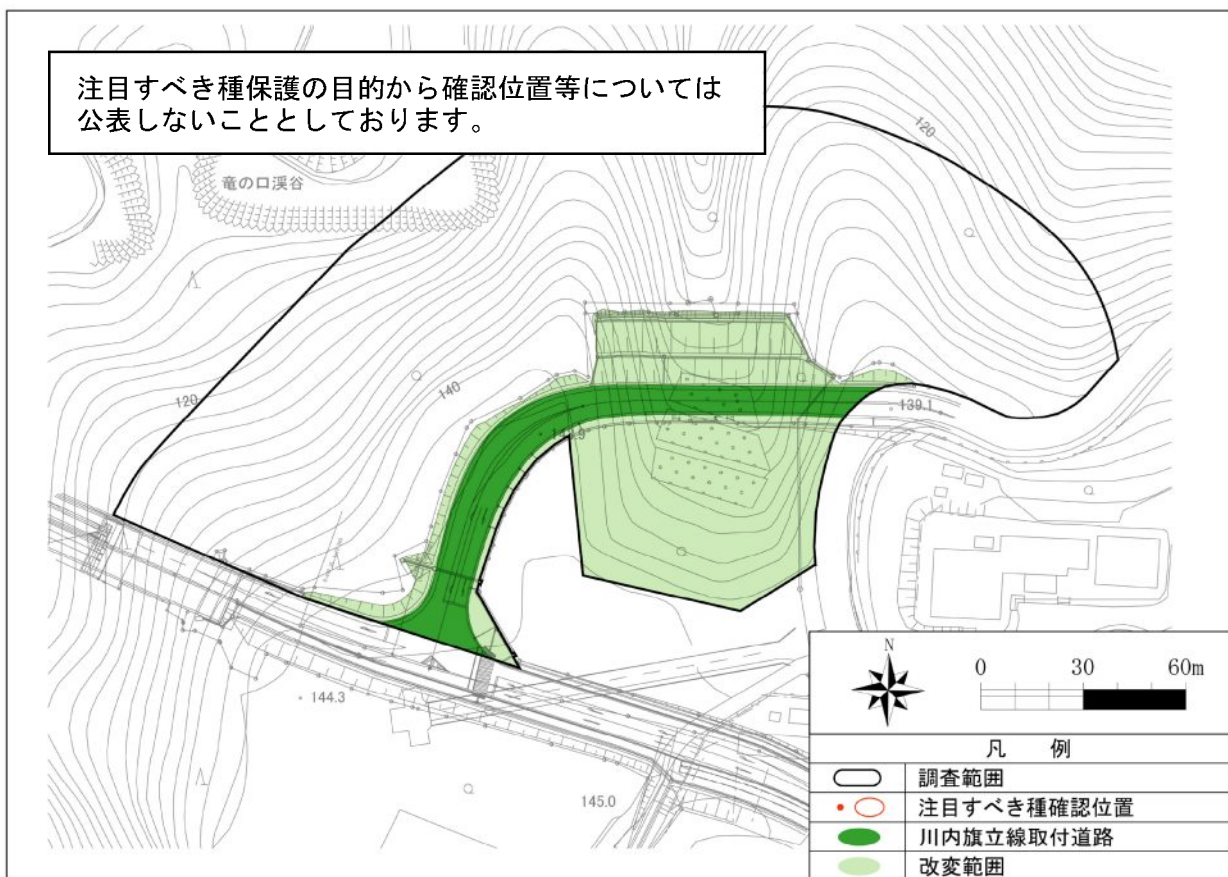 注目すべき種保護の目的から確認位置等については
公表しないこととしております。
120
竜の口渓谷
140
120
139.1
144.3
145.0
N
0 30 60m
凡 例
調査範囲
注目すべき種確認位置
川内旗立線取付道路
改変範囲